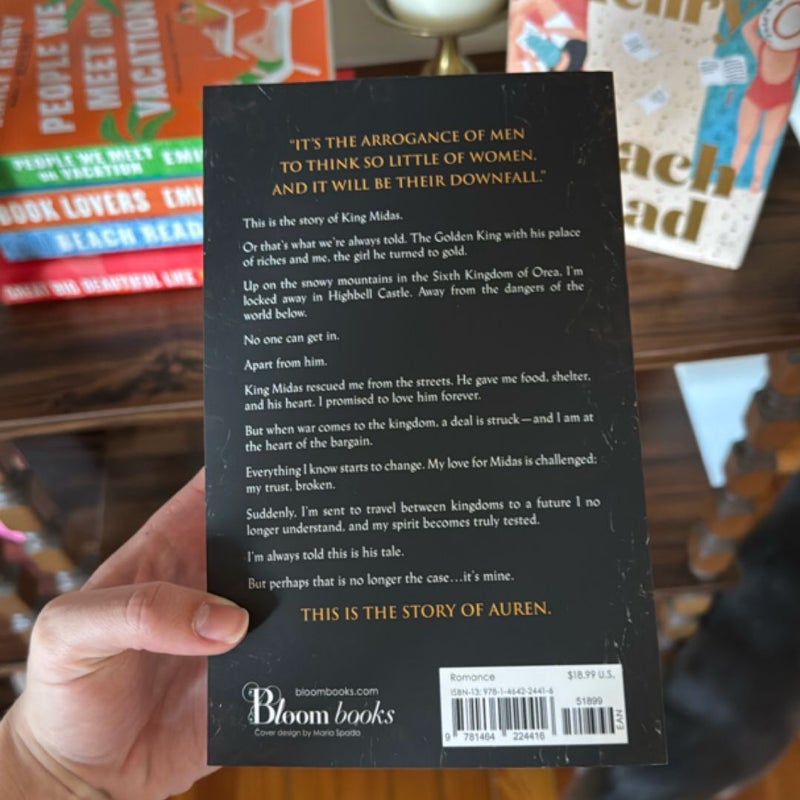 PEOPLE WE
MEET ON
VACATION
PEOPLE WE MEET
ON VACATION
BOOK LOVERS EMI
BEACH READ
GREAT BIG BEAUTIFUL LIFE
enry
each
ad
"IT'S THE ARROGANCE OF MEN
TO THINK SO LITTLE OF WOMEN.
AND IT WILL BE THEIR DOWNFALL."
This is the story of King Midas.
Or that's what we're always told. The Golden King with his palace
of riches and me, the girl he turned to gold.
Up on the snowy mountains in the Sixth Kingdom of Orea, I'm
locked away in Highbell Castle. Away from the dangers of the
world below.
No one can get in.
Apart from him.
King Midas rescued me from the streets. He gave me food, shelter,
and his heart. I promised to love him forever.
But when war comes to the kingdom, a deal is struck—and I am at
the heart of the bargain.
Everything I know starts to change. My love for Midas is challenged;
my trust, broken.
Suddenly, I'm sent to travel between kingdoms to a future I no
longer understand, and my spirit becomes truly tested.
I'm always told this is his tale.
But perhaps that is no longer the case...it's mine.
THIS IS THE STORY OF AUREN.
bloombooks.com
Bloom books
Cover design by Maria Spada
Romance $18.99 U.S.
ISBN-13: 978-1-4642-2441-6
51899
EAN
9 781464 224416